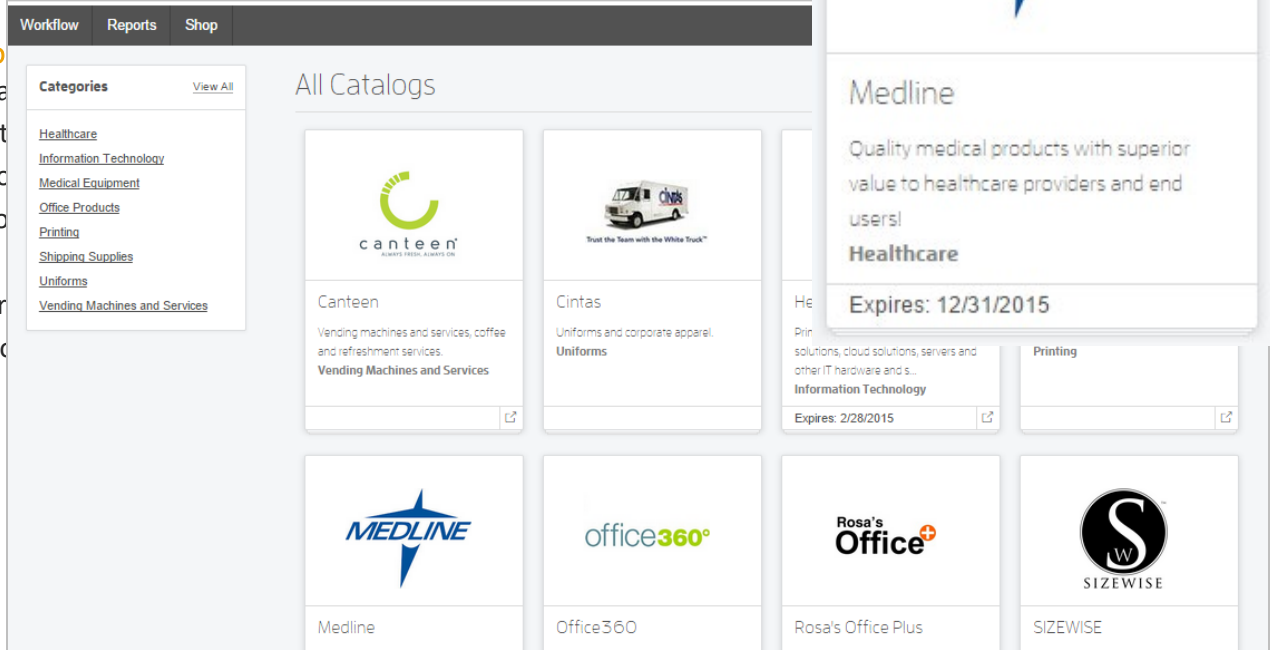 Workflow Reports Shop
Categories View All
Healthcare
Information Technology
Medical Equipment
Office Products
Printing
Shipping Supplies
Uniforms
Vending Machines and Services
All Catalogs
canteen
ALWAYS FRESH. ALWAYS ON
Canteen
Vending machines and services, coffee
and refreshment services.
Vending Machines and Services
CINTAS
Trust the Team with the White Truck™
Cintas
Uniforms and corporate apparel.
Uniforms
solutions, cloud solutions, servers and
other IT hardware and s...
Information Technology
Expires: 2/28/2015
Printing
Medline
Quality medical products with superior
value to healthcare providers and end
users!
Healthcare
Expires: 12/31/2015
MEDLINE
Medline
office360°
Office360
Rosa's
Office
Rosa's Office Plus
SW
SIZEWISE
SIZEWISE